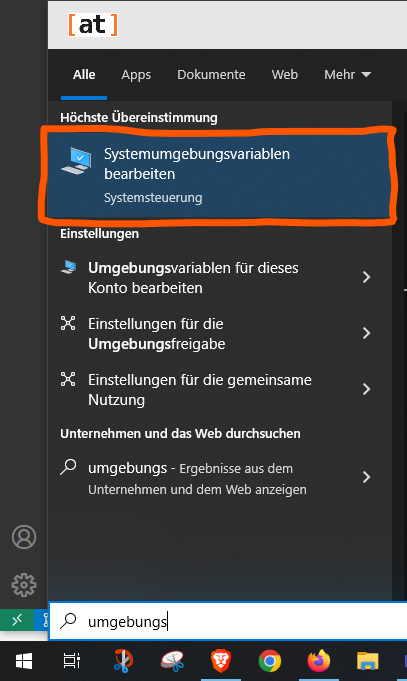 [at]
Alle Apps Dokumente Web Mehr
Höchste Übereinstimmung
Systemumgebungsvariablen
bearbeiten
Systemsteuerung
Einstellungen
Umgebungsvariablen für dieses
Konto bearbeiten
Einstellungen für die
Umgebungsfreigabe
Einstellungen für die gemeinsame
Nutzung
Unternehmen und das Web durchsuchen
umgebungs - Ergebnisse aus dem
Unternehmen und dem Web anzeigen
umgebungs